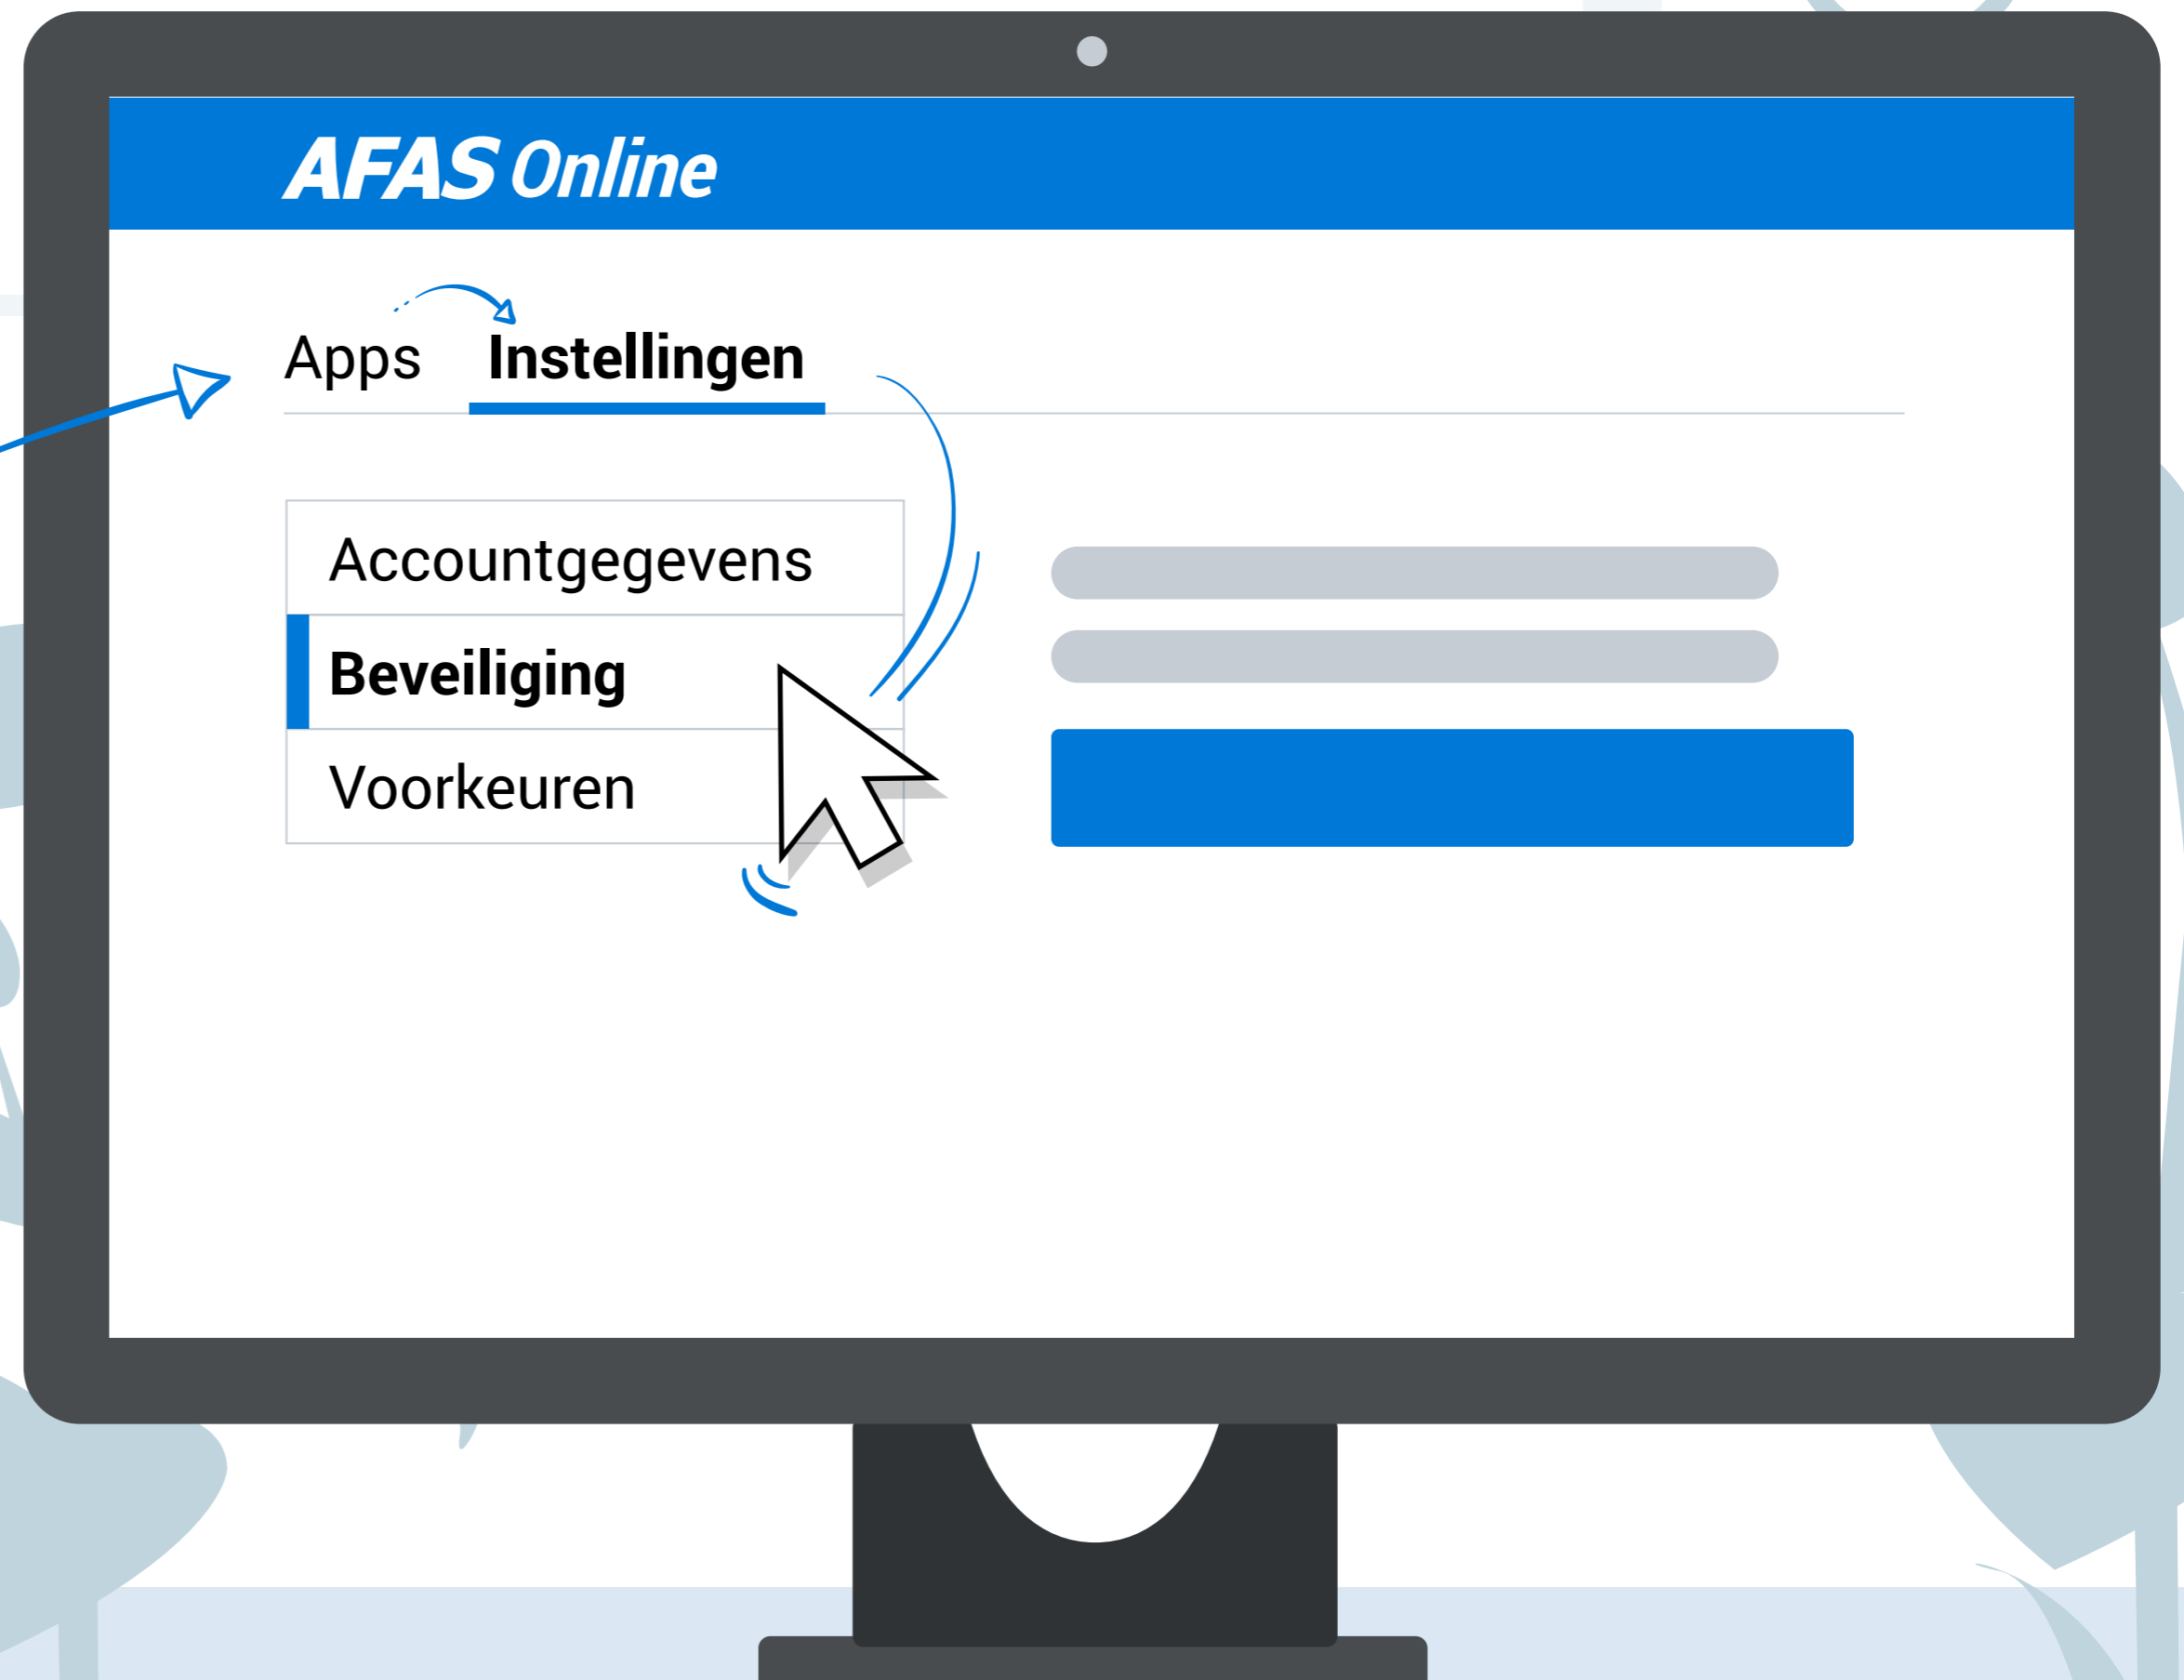 AFAS Online
Apps Instellingen
Accountgegevens
Beveiliging
Voorkeuren